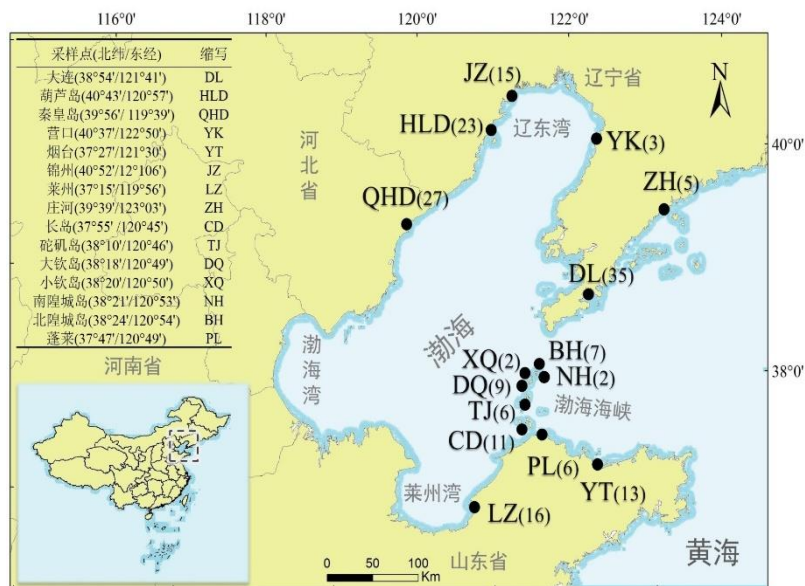 116°0'
118°0'
120°0'
122°0'
124°0'
采样点(北纬/东经) 缩写
大连(38°54'/121°41') DL
葫芦岛(40°43'/120°57') HLD
秦皇岛(39°56'/ 119°39') QHD
营口(40°37'/122°50') YK
烟台(37°27'/121°30') YT
锦州(40°52'/12°106') JZ
莱州(37°15'/119°56') LZ
庄河(39°39'/123°03') ZH
长岛(37°55' /120°45') CD
砣矶岛(38°10'/120°46') TJ
大钦岛(38°18'/120°49') DQ
小钦岛(38°20'/120°50') XQ
南隍城岛(38°21'/120°53') NH
北隍城岛(38°24'/120°54') BH
蓬莱(37°47'/120°49') PL
JZ(15)
辽宁省
N
HLD(23)
辽东湾
YK(3)
40°0'
河北省
ZH(5)
QHD(27)
DL(35)
渤海
渤海湾
河南省
XQ(2)
BH(7)
38°0'
DQ(9)
NH(2)
TJ(6)
渤海海峡
CD(11)
PL(6)
YT(13)
莱州湾
LZ(16)
黄海
山东省
0 50 100
Km